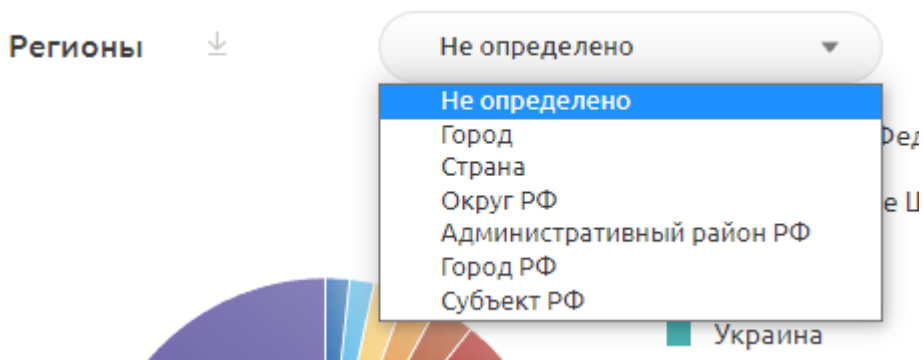 Регионы
Не определено
Не определено
Город
Страна
Округ РФ
Административный район РФ
Город РФ
Субъект РФ
Украина